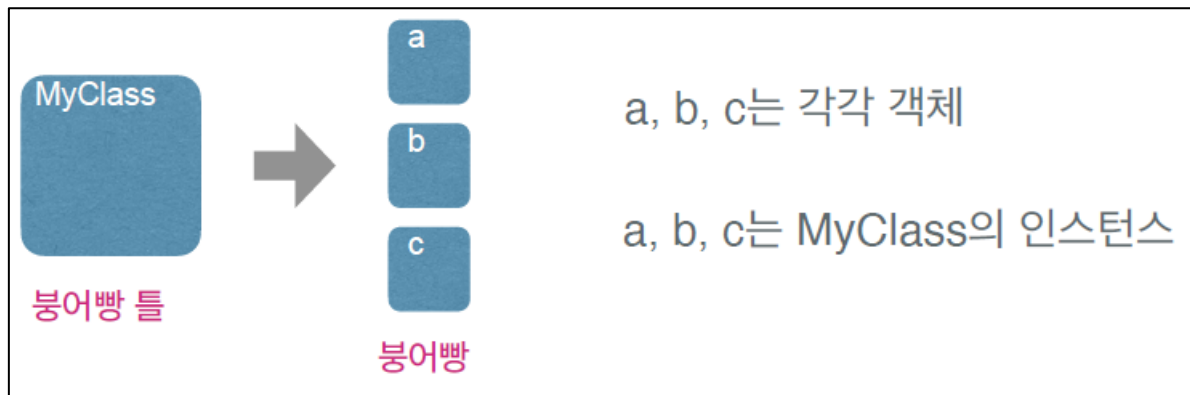 MyClass
붕어빵 틀
a
b
c
붕어빵
a, b, c는 각각 객체
a, b, c는 MyClass의 인스턴스